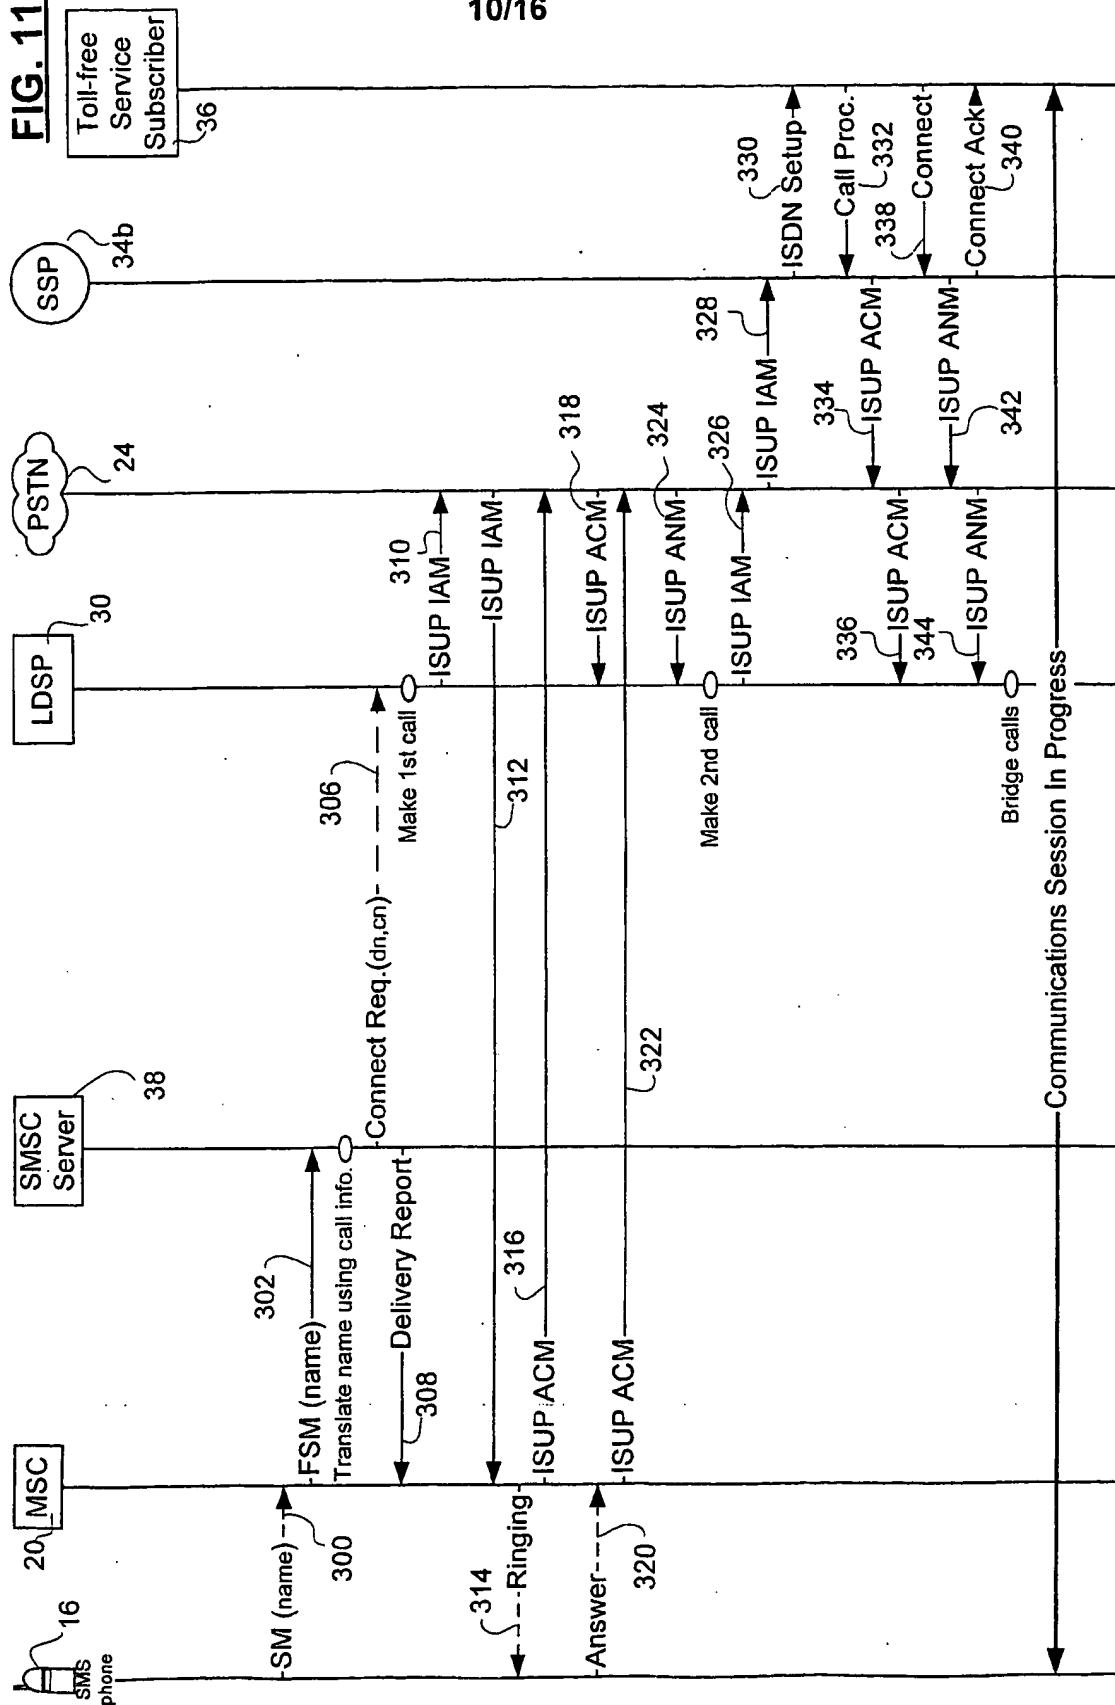 10/16
FIG. 11
SMS
phone
16
20
MSC
SMSC
Server
38
LDSP
30
PSTN
24
SSP
34b
Toll-free
Service
Subscriber
36
SM (name)
300
FSM (name)
302
Translate name using call info.
Connect Req.(dn,cn)
306
Delivery Report
308
Make 1st call
ISUP IAM
310
ISUP IAM
312
Ringing
314
ISUP ACM
316
ISUP ACM
318
Answer
320
ISUP ACM
322
ISUP ANM
324
Make 2nd call
ISUP IAM
326
ISUP IAM
328
ISDN Setup
330
Call Proc.
332
ISUP ACM
334
ISUP ACM
336
Connect
338
Connect Ack
340
ISUP ANM
342
ISUP ANM
344
Bridge calls
Communications Session In Progress